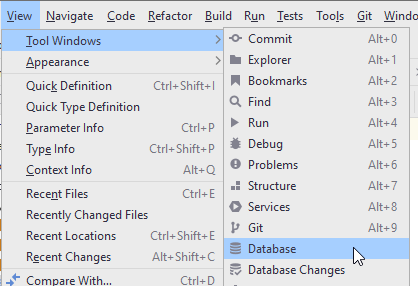 View Navigate Code Refactor Build Run Tests Tools Git Window
Tool Windows
Appearance
Quick Definition Ctrl+Shift+I
Quick Type Definition
Parameter Info Ctrl+P
Type Info Ctrl+Shift+P
Context Info Alt+Q
Recent Files Ctrl+E
Recently Changed Files
Recent Locations Ctrl+Shift+E
Recent Changes Alt+Shift+C
Compare With... Ctrl+D
Commit Alt+0
Explorer Alt+1
Bookmarks Alt+2
Find Alt+3
Run Alt+4
Debug Alt+5
Problems Alt+6
Structure Alt+7
Services Alt+8
Git Alt+9
Database
Database Changes